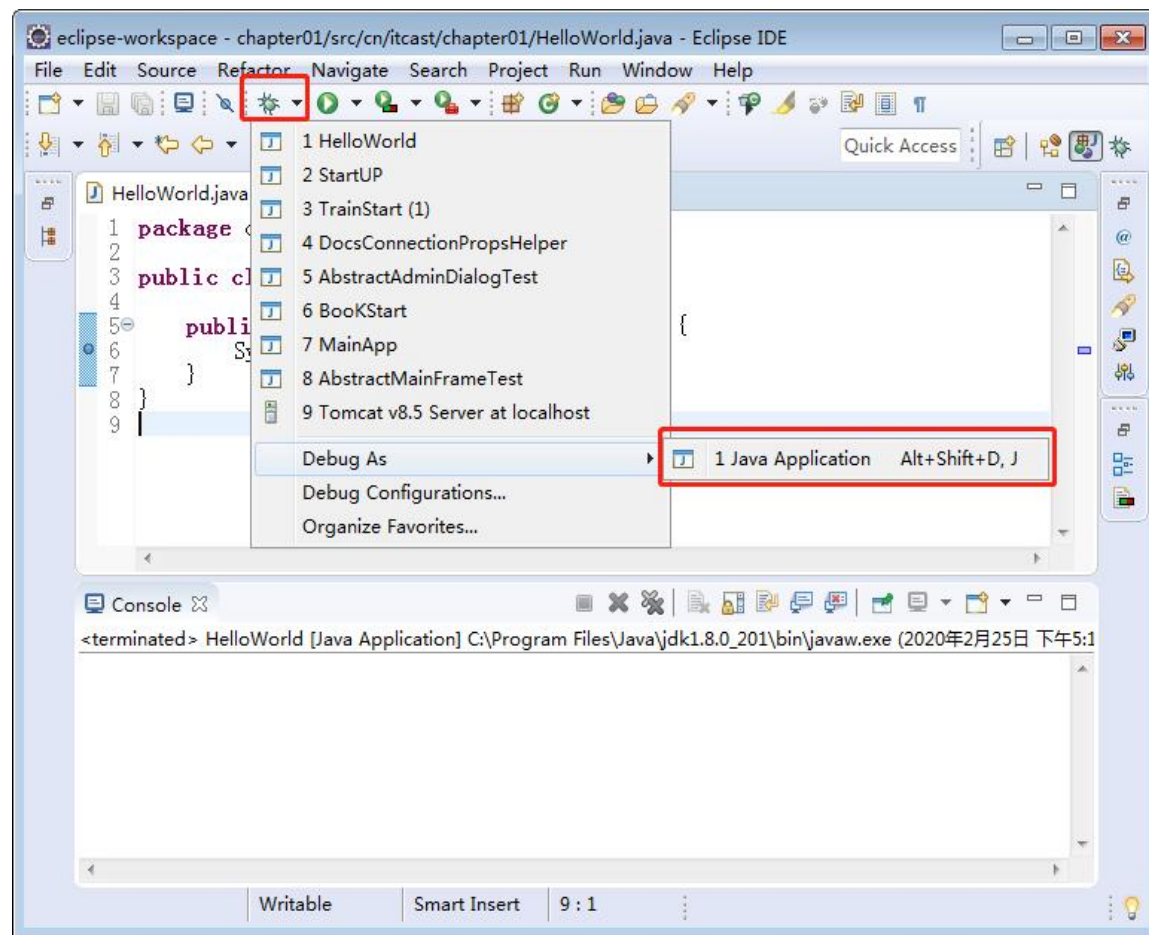 eclipse-workspace - chapter01/src/cn/itcast/chapter01/HelloWorld.java - Eclipse IDE
File Edit Source Refactor Navigate Search Project Run Window Help
Quick Access
HelloWorld.java
1 package
2
3 public cl
4
5 publi {
6 Sy
7 }
8 }
9
1 HelloWorld
2 StartUP
3 TrainStart (1)
4 DocsConnectionPropsHelper
5 AbstractAdminDialogTest
6 BooKStart
7 MainApp
8 AbstractMainFrameTest
9 Tomcat v8.5 Server at localhost
Debug As
1 Java Application Alt+Shift+D, J
Debug Configurations...
Organize Favorites...
Console
<terminated> HelloWorld [Java Application] C:\Program Files\Java\jdk1.8.0_201\bin\javaw.exe (2020年2月25日 下午5:1
Writable Smart Insert 9 : 1